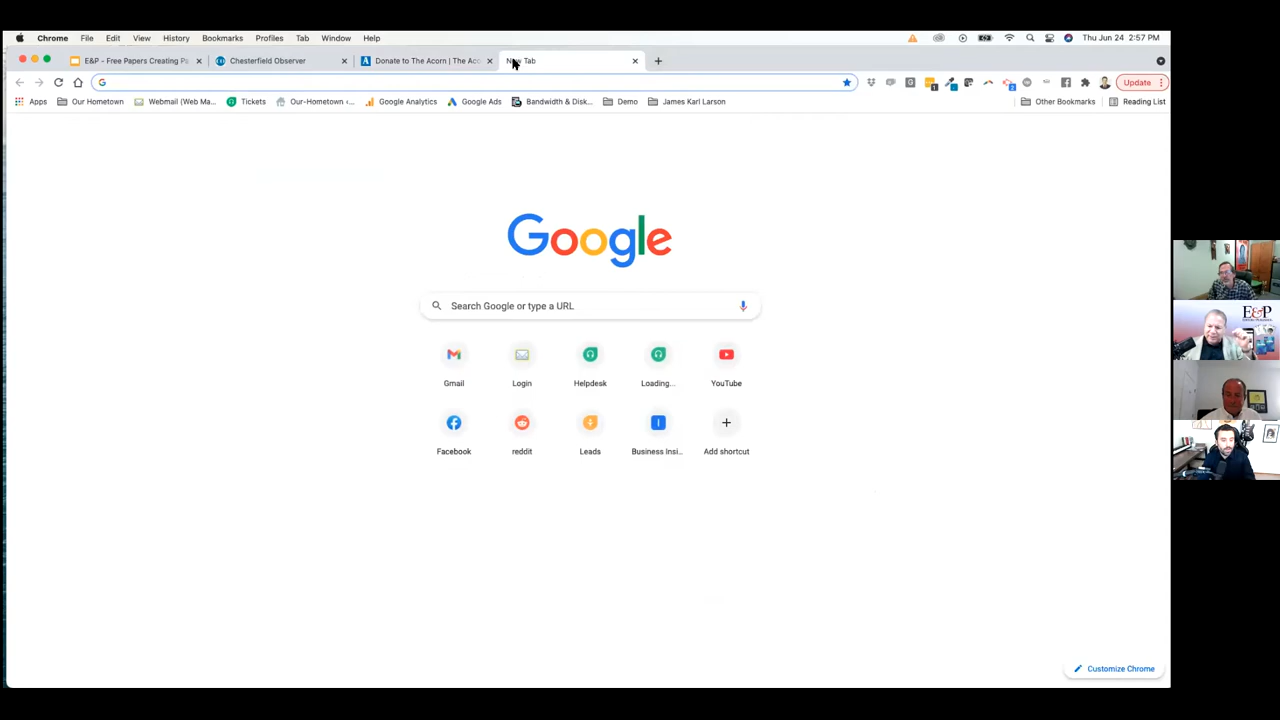 Chrome File Edit View History Bookmarks Profiles Tab Window Help Thu Jun 24 2:57 PM
E&P - Free Papers Creating Pa Chesterfield Observer Donate to The Acorn | The Aco New Tab
Update
Apps Our Hometown Webmail (Web Ma... Tickets Our-Hometown ‹... Google Analytics Google Ads Bandwidth & Disk... Demo James Karl Larson Other Bookmarks Reading List
Google
Search Google or type a URL
Gmail Login Helpdesk Loading... YouTube
Facebook reddit Leads Business Insi... Add shortcut
Customize Chrome
E&P